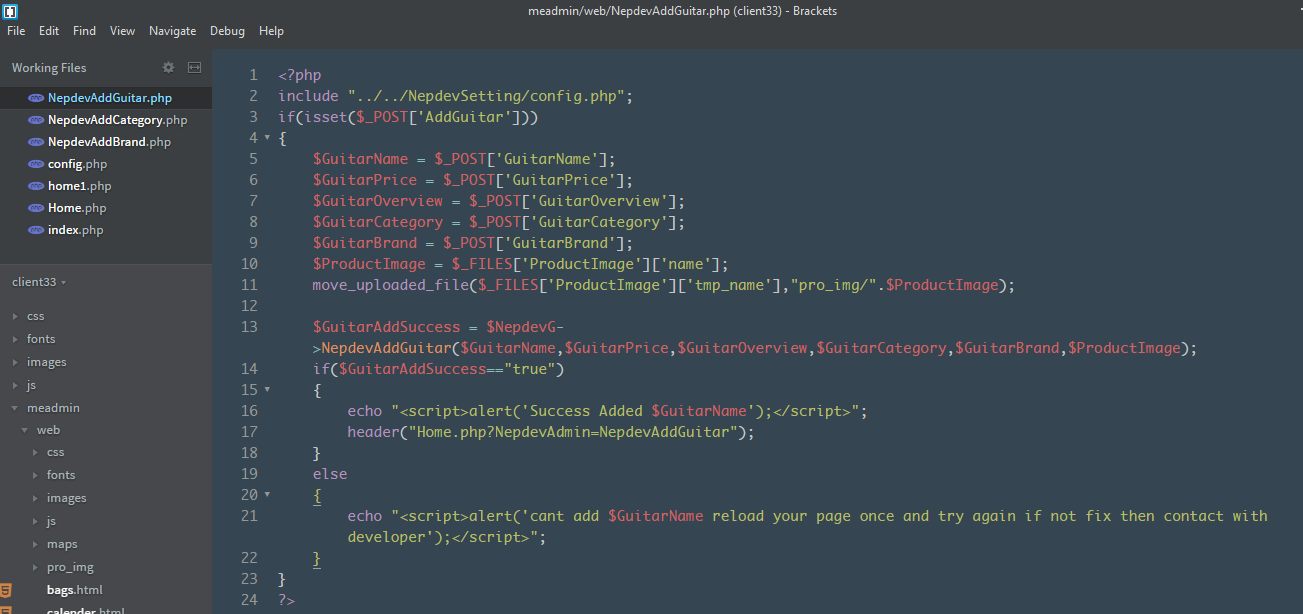 meadmin/web/NepdevAddGuitar.php (client33) - Brackets
File Edit Find View Navigate Debug Help
Working Files
NepdevAddGuitar.php
NepdevAddCategory.php
NepdevAddBrand.php
config.php
home1.php
Home.php
index.php
client33
css
fonts
images
js
meadmin
web
css
fonts
images
js
maps
pro_img
bags.html
calender.html
1 <?php
2 include "../../NepdevSetting/config.php";
3 if(isset($_POST['AddGuitar']))
4 {
5 $GuitarName = $_POST['GuitarName'];
6 $GuitarPrice = $_POST['GuitarPrice'];
7 $GuitarOverview = $_POST['GuitarOverview'];
8 $GuitarCategory = $_POST['GuitarCategory'];
9 $GuitarBrand = $_POST['GuitarBrand'];
10 $ProductImage = $_FILES['ProductImage']['name'];
11 move_uploaded_file($_FILES['ProductImage']['tmp_name'],"pro_img/".$ProductImage);
12
13 $GuitarAddSuccess = $NepdevG-
>NepdevAddGuitar($GuitarName,$GuitarPrice,$GuitarOverview,$GuitarCategory,$GuitarBrand,$ProductImage);
14 if($GuitarAddSuccess=="true")
15 {
16 echo "<script>alert('Success Added $GuitarName');</script>";
17 header("Home.php?NepdevAdmin=NepdevAddGuitar");
18 }
19 else
20 {
21 echo "<script>alert('cant add $GuitarName reload your page once and try again if not fix then contact with
developer');</script>";
22 }
23 }
24 ?>